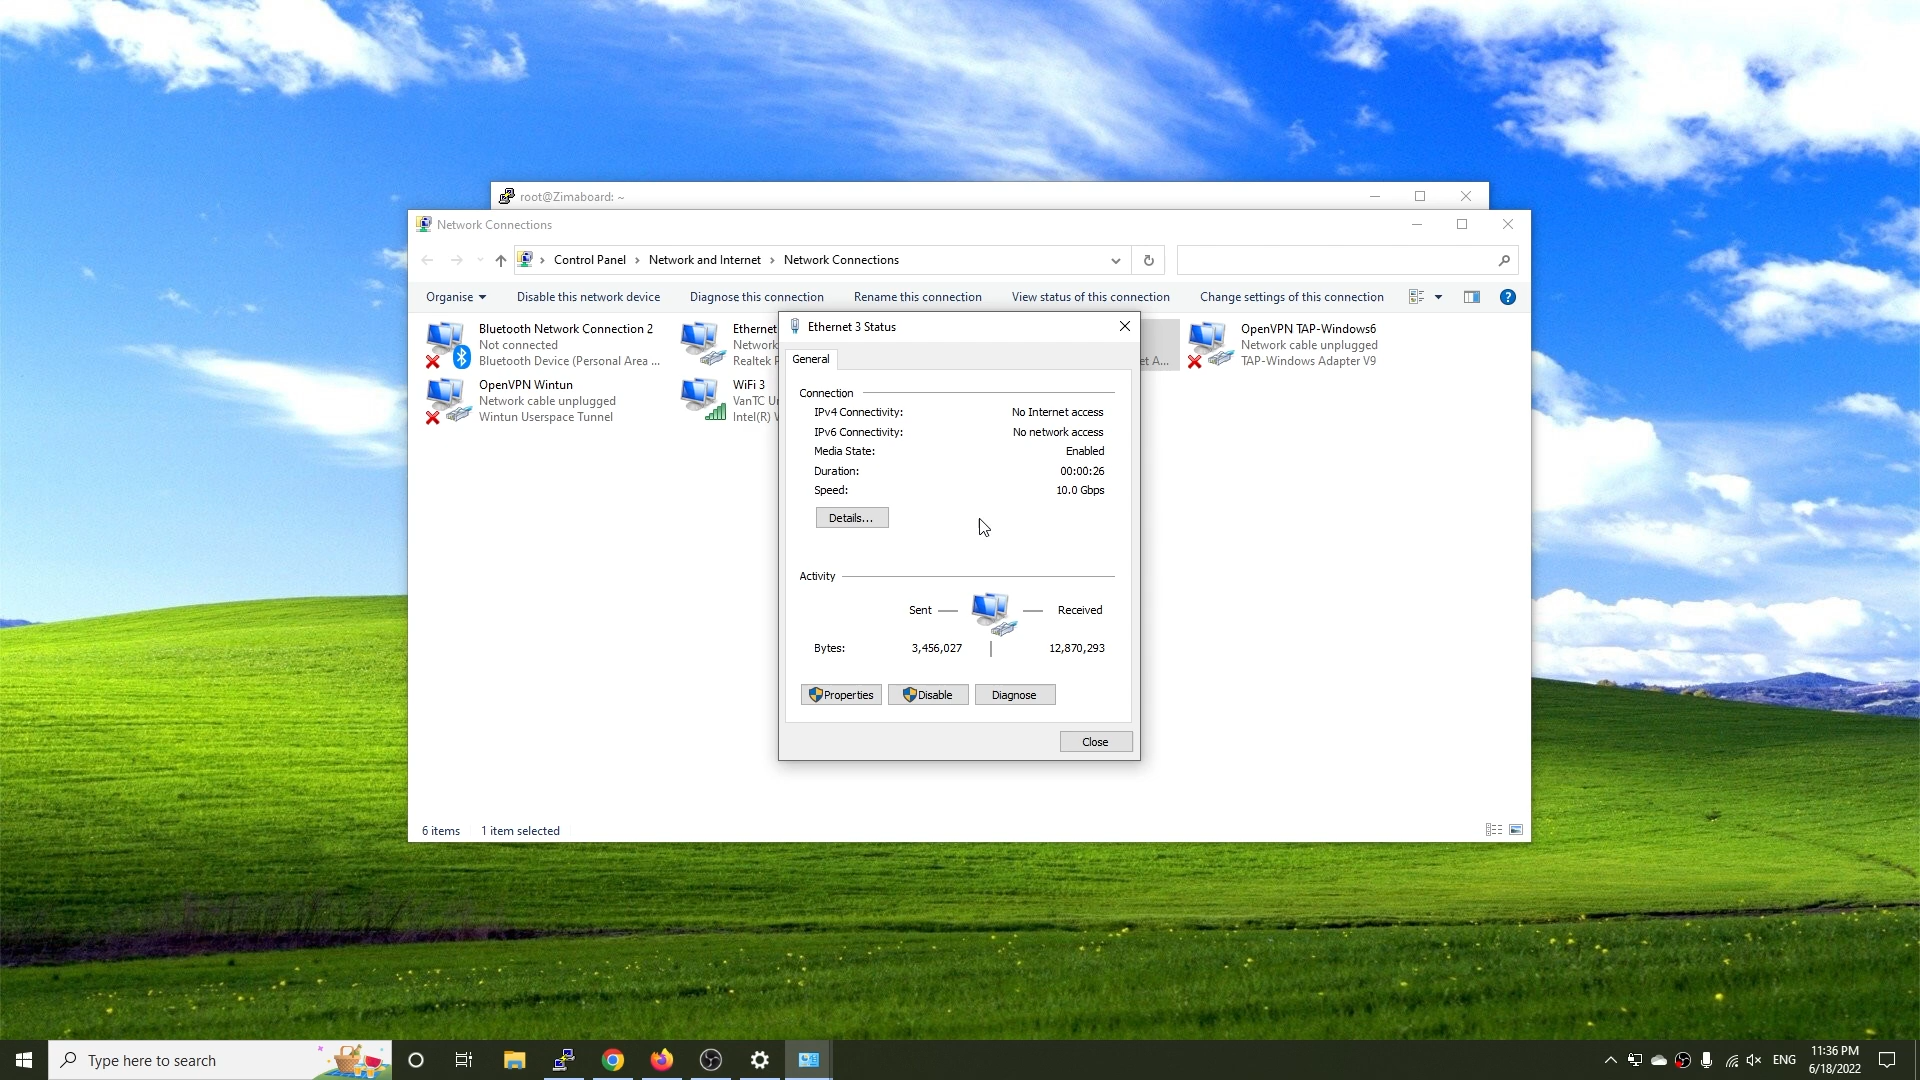 root@Zimaboard: ~
Network Connections
Control Panel > Network and Internet > Network Connections
Organise Disable this network device Diagnose this connection Rename this connection View status of this connection Change settings of this connection
Bluetooth Network Connection 2
Not connected
Bluetooth Device (Personal Area ...
Ethernet
Network
Realtek
et A...
OpenVPN TAP-Windows6
Network cable unplugged
TAP-Windows Adapter V9
OpenVPN Wintun
Network cable unplugged
Wintun Userspace Tunnel
WiFi 3
VanTC
Intel(R)
Ethernet 3 Status
General
Connection
IPv4 Connectivity: No Internet access
IPv6 Connectivity: No network access
Media State: Enabled
Duration: 00:00:26
Speed: 10.0 Gbps
Details...
Activity
Sent Received
Bytes: 3,456,027 12,870,293
Properties Disable Diagnose
Close
6 items 1 item selected
Type here to search
ENG
11:36 PM
6/18/2022